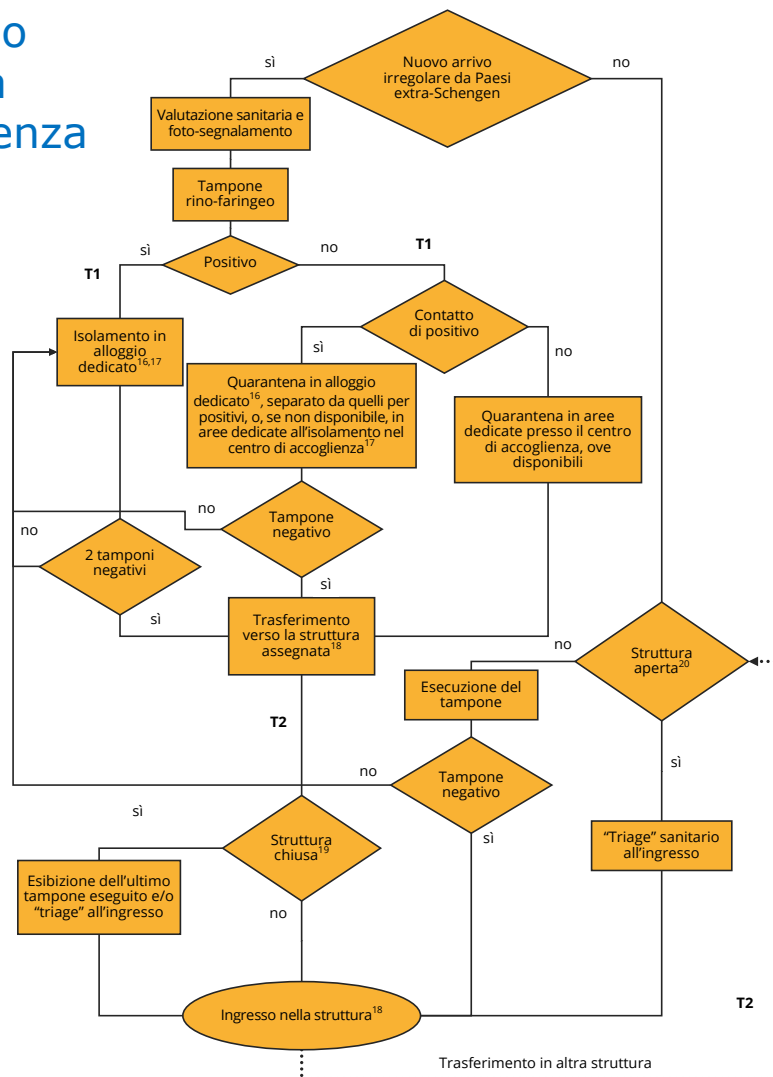 o
a
enza
Nuovo arrivo
irregolare da Paesi
extra-Schengen
sì
no
Valutazione sanitaria e
foto-segnalamento
Tampone
rino-faringeo
Positivo
sì
no
T1
T1
Contatto
di positivo
sì
no
Isolamento in
alloggio
dedicato16,17
Quarantena in alloggio
dedicato16, separato da quelli per
positivi, o, se non disponibile, in
aree dedicate all’isolamento nel
centro di accoglienza17
Quarantena in aree
dedicate presso il centro
di accoglienza, ove
disponibili
no
Tampone
negativo
no
2 tamponi
negativi
sì
sì
Trasferimento
verso la struttura
assegnata18
no
Struttura
aperta20
Esecuzione del
tampone
T2
no
Tampone
negativo
sì
sì
sì
Struttura
chiusa19
“Triage” sanitario
all’ingresso
Esibizione dell’ultimo
tampone eseguito e/o
“triage” all’ingresso
no
Ingresso nella struttura18
T2
Trasferimento in altra struttura